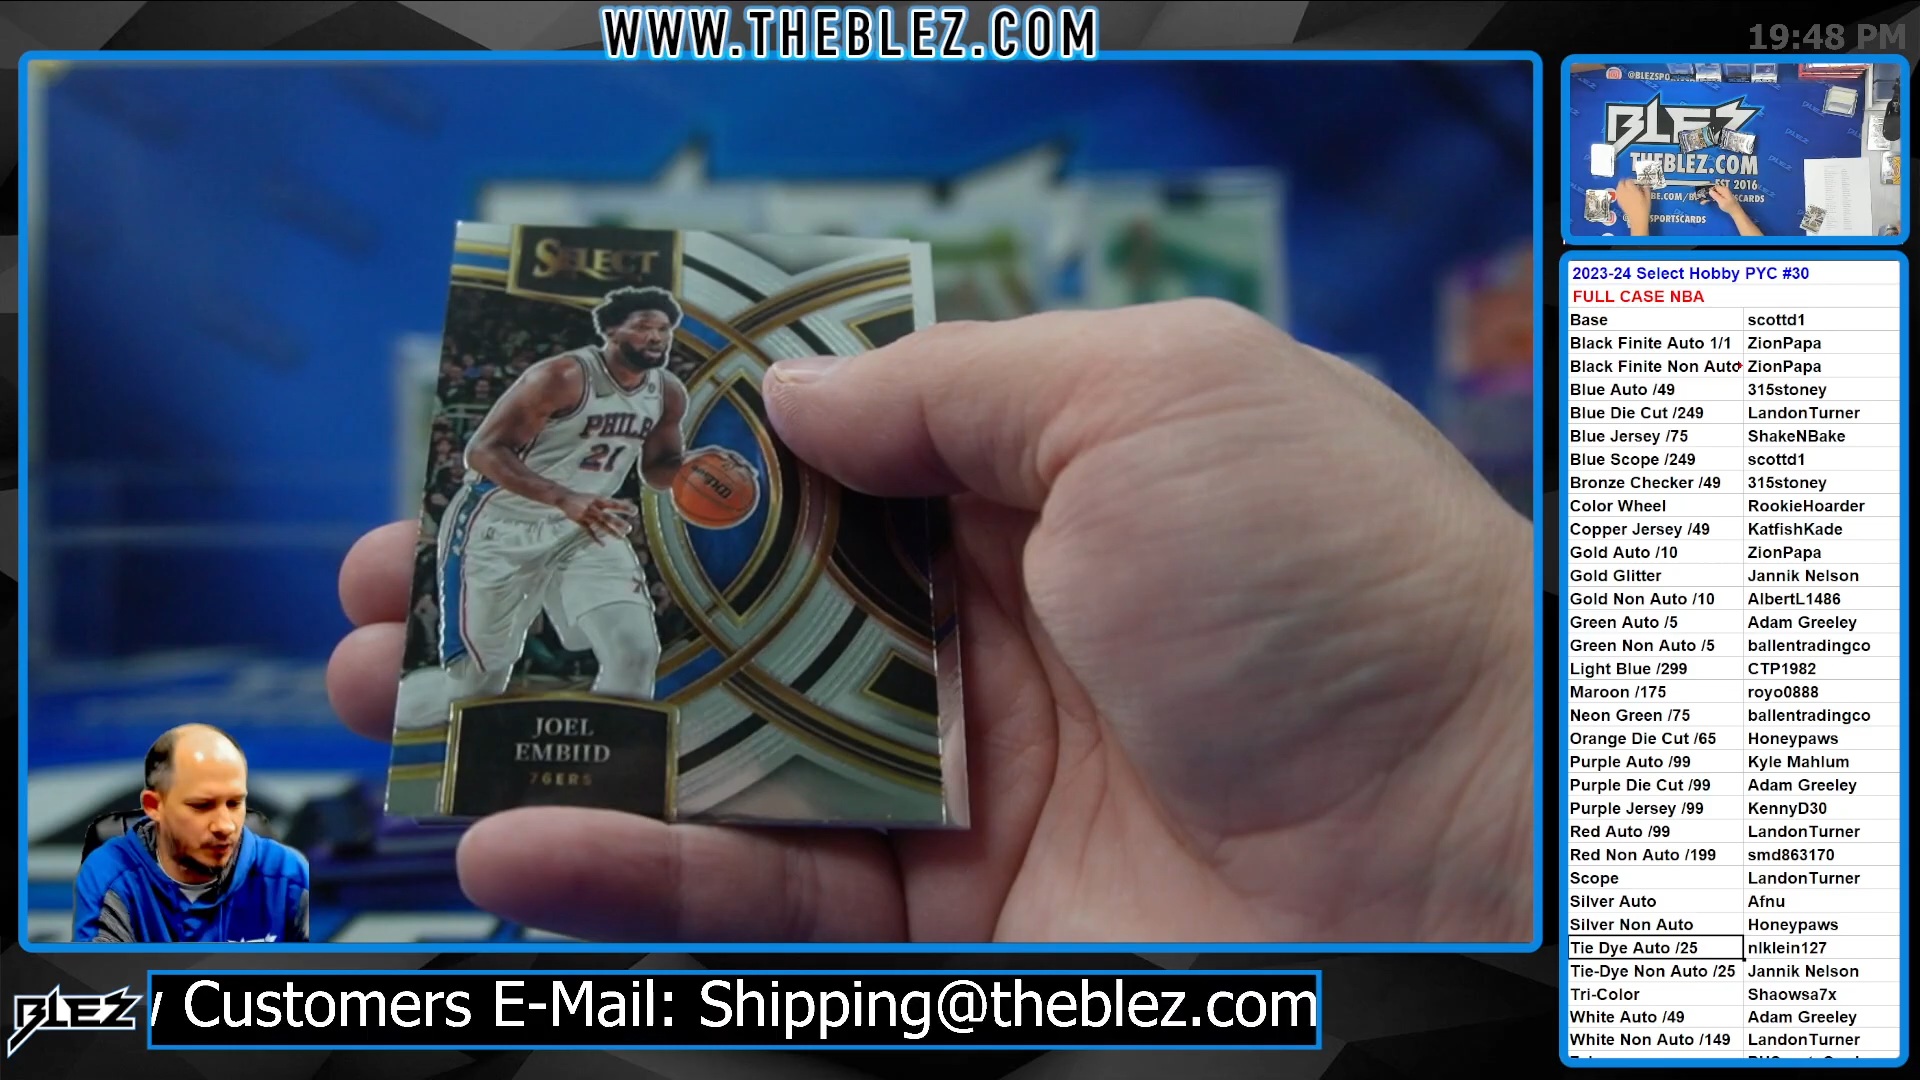 WWW.THEBLEZ.COM
19:48 PM
@BLEZSPO
BLEZ
THEBLEZ.COM
EST 2016
SPORTSCARDS
SELECT
PHILA
21
JOEL
EMBIID
76ERS
2023-24 Select Hobby PYC #30
FULL CASE NBA
Base scottd1
Black Finite Auto 1/1 ZionPapa
Black Finite Non Auto ZionPapa
Blue Auto /49 315stoney
Blue Die Cut /249 LandonTurner
Blue Jersey /75 ShakeNBake
Blue Scope /249 scottd1
Bronze Checker /49 315stoney
Color Wheel RookieHoarder
Copper Jersey /49 KatfishKade
Gold Auto /10 ZionPapa
Gold Glitter Jannik Nelson
Gold Non Auto /10 AlbertL1486
Green Auto /5 Adam Greeley
Green Non Auto /5 ballentradingco
Light Blue /299 CTP1982
Maroon /175 royo0888
Neon Green /75 ballentradingco
Orange Die Cut /65 Honeypaws
Purple Auto /99 Kyle Mahlum
Purple Die Cut /99 Adam Greeley
Purple Jersey /99 KennyD30
Red Auto /99 LandonTurner
Red Non Auto /199 smd863170
Scope LandonTurner
Silver Auto Afnu
Silver Non Auto Honeypaws
Tie Dye Auto /25 nlklein127
Tie-Dye Non Auto /25 Jannik Nelson
Tri-Color Shaowsa7x
White Auto /49 Adam Greeley
White Non Auto /149 LandonTurner
BLEZ
Customers E-Mail: Shipping@theblez.com